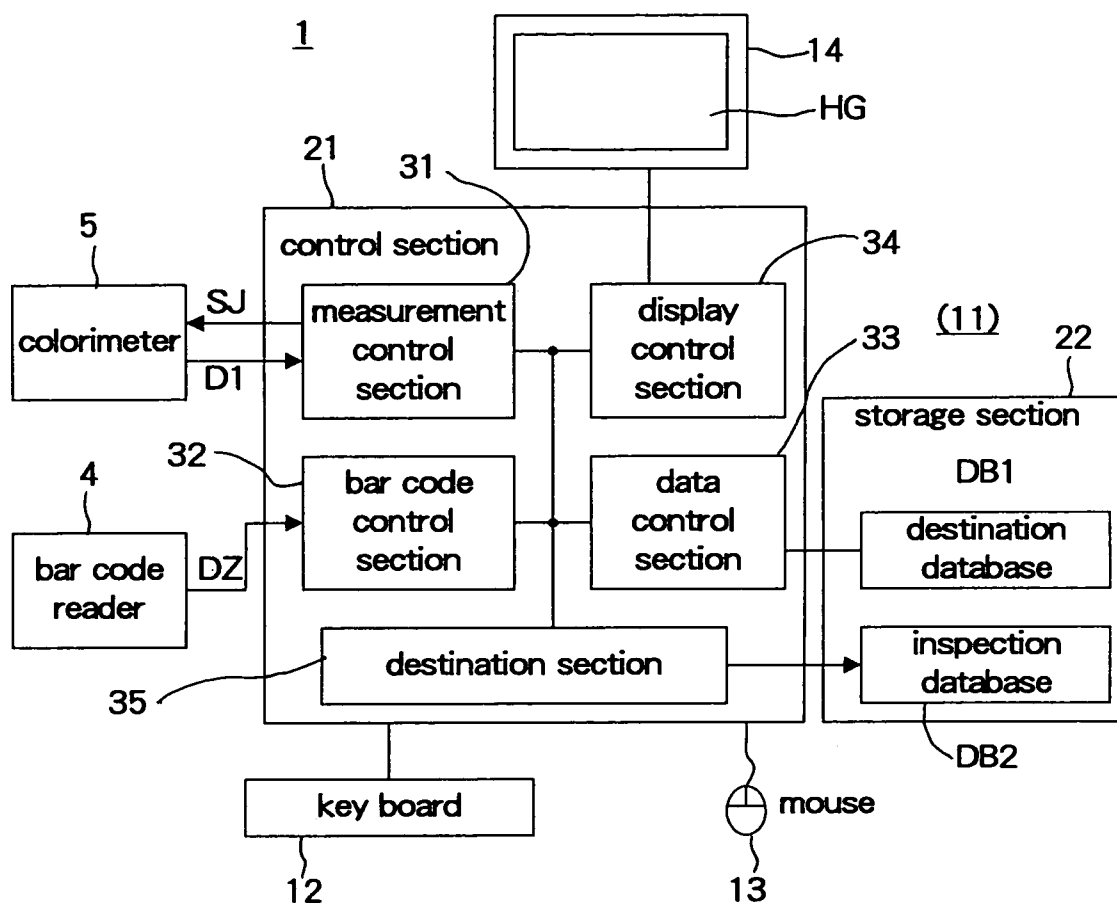 1
14
HG
21
31
5
control section
34
SJ
measurement
control
section
display
control
section
colorimeter
D1
33
(11)
22
storage section
32
bar code
control
section
data
control
section
DB1
4
destination
database
bar code
reader
DZ
destination section
inspection
database
35
DB2
key board
mouse
12
13